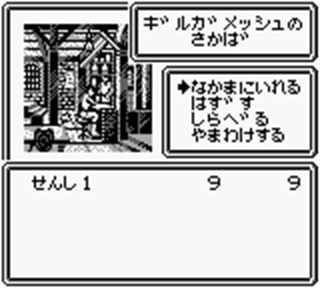 ギルガメッシュの
さかば
➔なかまにいれる
はずす
しらべる
やまわけする
せんし1 9 9